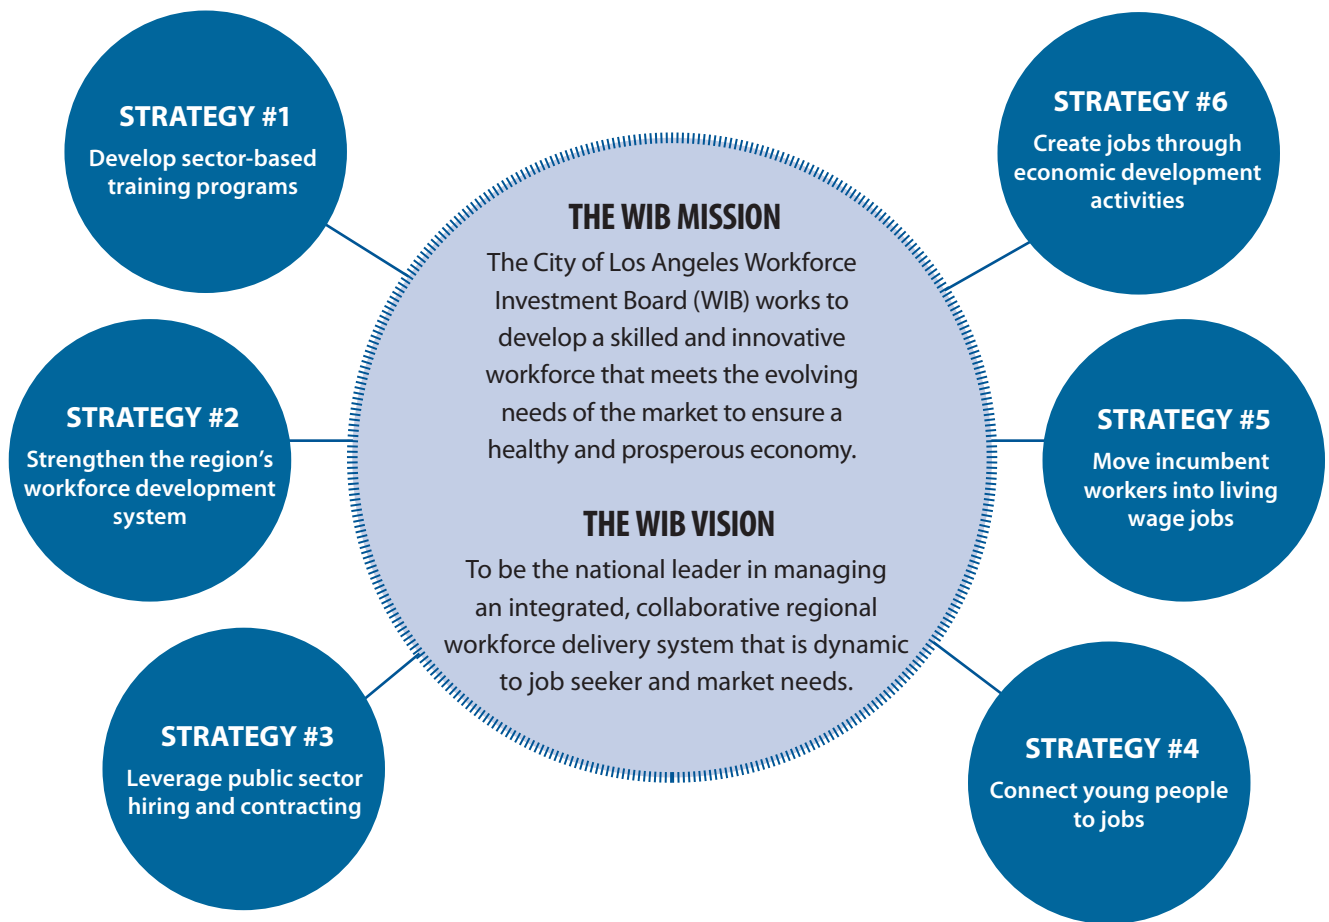 STRATEGY #1
Develop sector-based
training programs
STRATEGY #2
Strengthen the region's
workforce development
system
STRATEGY #3
Leverage public sector
hiring and contracting
THE WIB MISSION
The City of Los Angeles Workforce
Investment Board (WIB) works to
develop a skilled and innovative
workforce that meets the evolving
needs of the market to ensure a
healthy and prosperous economy.
THE WIB VISION
To be the national leader in managing
an integrated, collaborative regional
workforce delivery system that is dynamic
to job seeker and market needs.
STRATEGY #6
Create jobs through
economic development
activities
STRATEGY #5
Move incumbent
workers into living
wage jobs
STRATEGY #4
Connect young people
to jobs